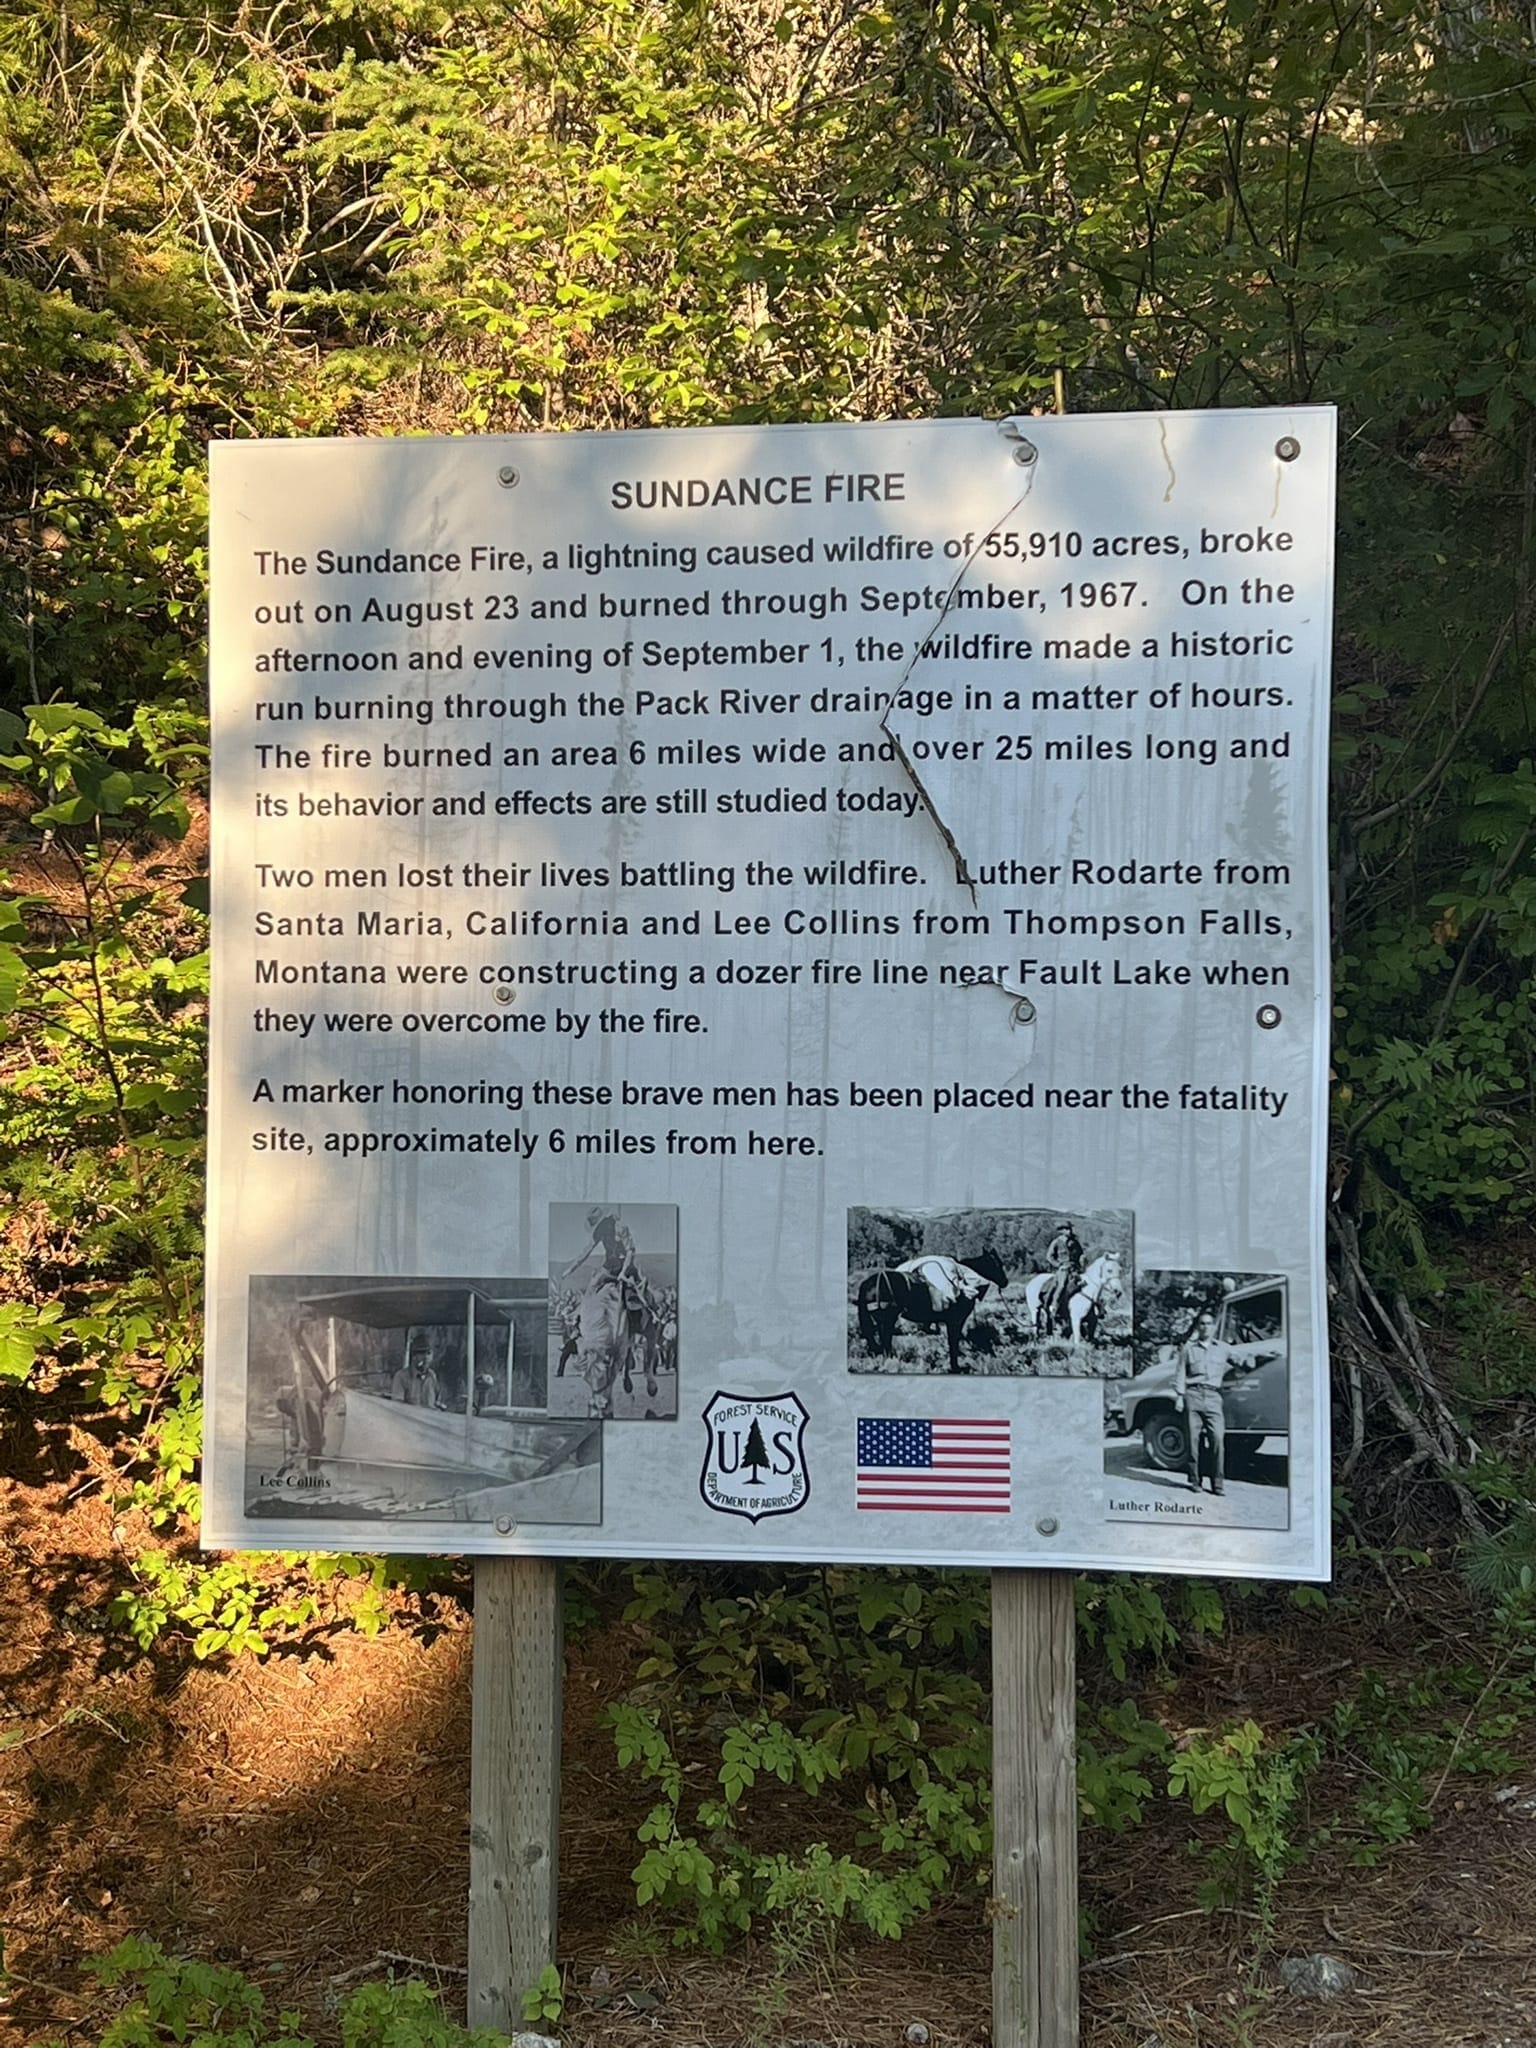 SUNDANCE FIRE
The Sundance Fire, a lightning caused wildfire of 55,910 acres, broke
out on August 23 and burned through September, 1967. On the
afternoon and evening of September 1, the wildfire made a historic
run burning through the Pack River drainage in a matter of hours.
The fire burned an area 6 miles wide and over 25 miles long and
its behavior and effects are still studied today.
Two men lost their lives battling the wildfire. Luther Rodarte from
Santa Maria, California and Lee Collins from Thompson Falls,
Montana were constructing a dozer fire line near Fault Lake when
they were overcome by the fire.
A marker honoring these brave men has been placed near the fatality
site, approximately 6 miles from here.
Lee Collins
FOREST SERVICE
U S
DEPARTMENT OF AGRICULTURE
Luther Rodarte